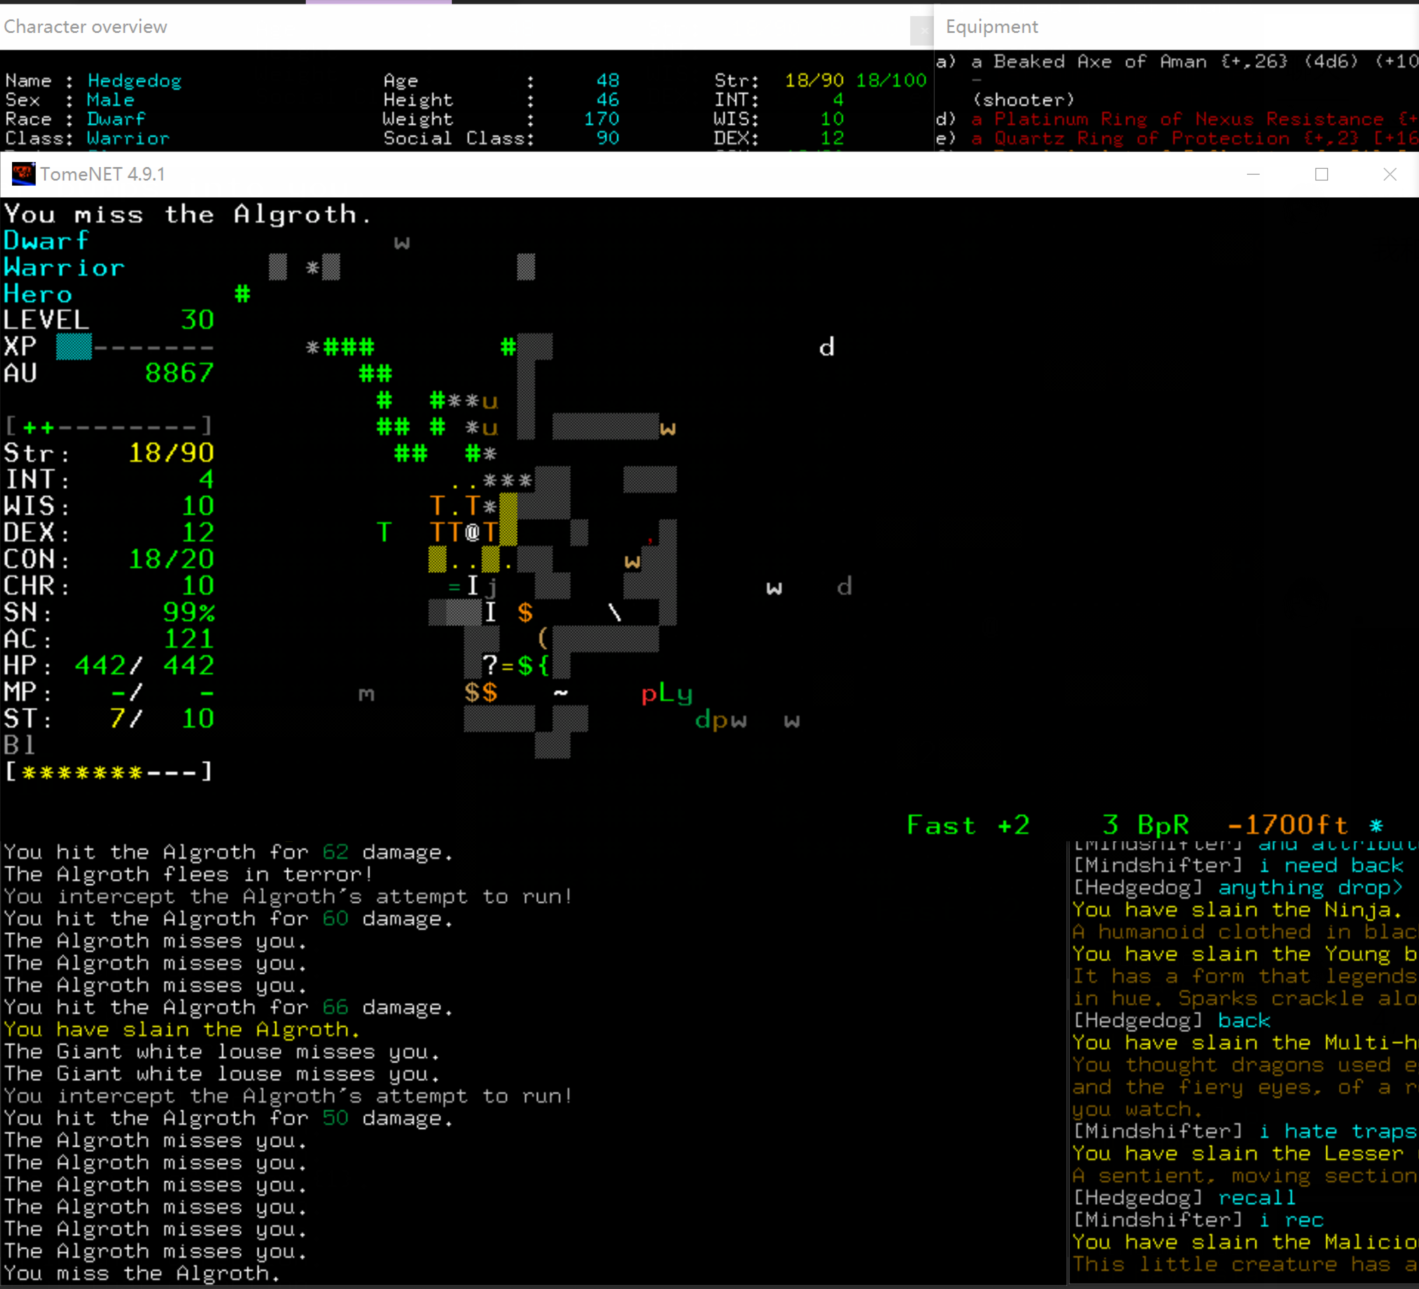 Character overview
Equipment
Name : Hedgedog Age : 48 Str: 18/90 18/100
Sex : Male Height : 46 INT: 4
Race : Dwarf Weight : 170 WIS: 10
Class: Warrior Social Class: 90 DEX: 12
a) a Beaked Axe of Aman {+,26} (4d6) (+10
(shooter)
d) a Platinum Ring of Nexus Resistance {+
e) a Quartz Ring of Protection {+,2} [+16
TomeNET 4.9.1
You miss the Algroth.
Dwarf
Warrior
Hero
LEVEL 30
XP
AU 8867
[++--------]
Str: 18/90
INT: 4
WIS: 10
DEX: 12
CON: 18/20
CHR: 10
SN: 99%
AC: 121
HP: 442/ 442
MP: -/ -
ST: 7/ 10
Bl
[*******---]
Fast +2 3 BpR -1700ft *
You hit the Algroth for 62 damage.
The Algroth flees in terror!
You intercept the Algroth's attempt to run!
You hit the Algroth for 60 damage.
The Algroth misses you.
The Algroth misses you.
The Algroth misses you.
You hit the Algroth for 66 damage.
You have slain the Algroth.
The Giant white louse misses you.
The Giant white louse misses you.
You intercept the Algroth's attempt to run!
You hit the Algroth for 50 damage.
The Algroth misses you.
The Algroth misses you.
The Algroth misses you.
The Algroth misses you.
The Algroth misses you.
The Algroth misses you.
You miss the Algroth.
[Mindshifter] and attribut
[Mindshifter] i need back
[Hedgedog] anything drop>
You have slain the Ninja.
A humanoid clothed in blac
You have slain the Young b
It has a form that legends
in hue. Sparks crackle alo
[Hedgedog] back
You have slain the Multi-h
You thought dragons used e
and the fiery eyes, of a r
you watch.
[Mindshifter] i hate traps
You have slain the Lesser
A sentient, moving section
[Hedgedog] recall
[Mindshifter] i rec
You have slain the Malicio
This little creature has a